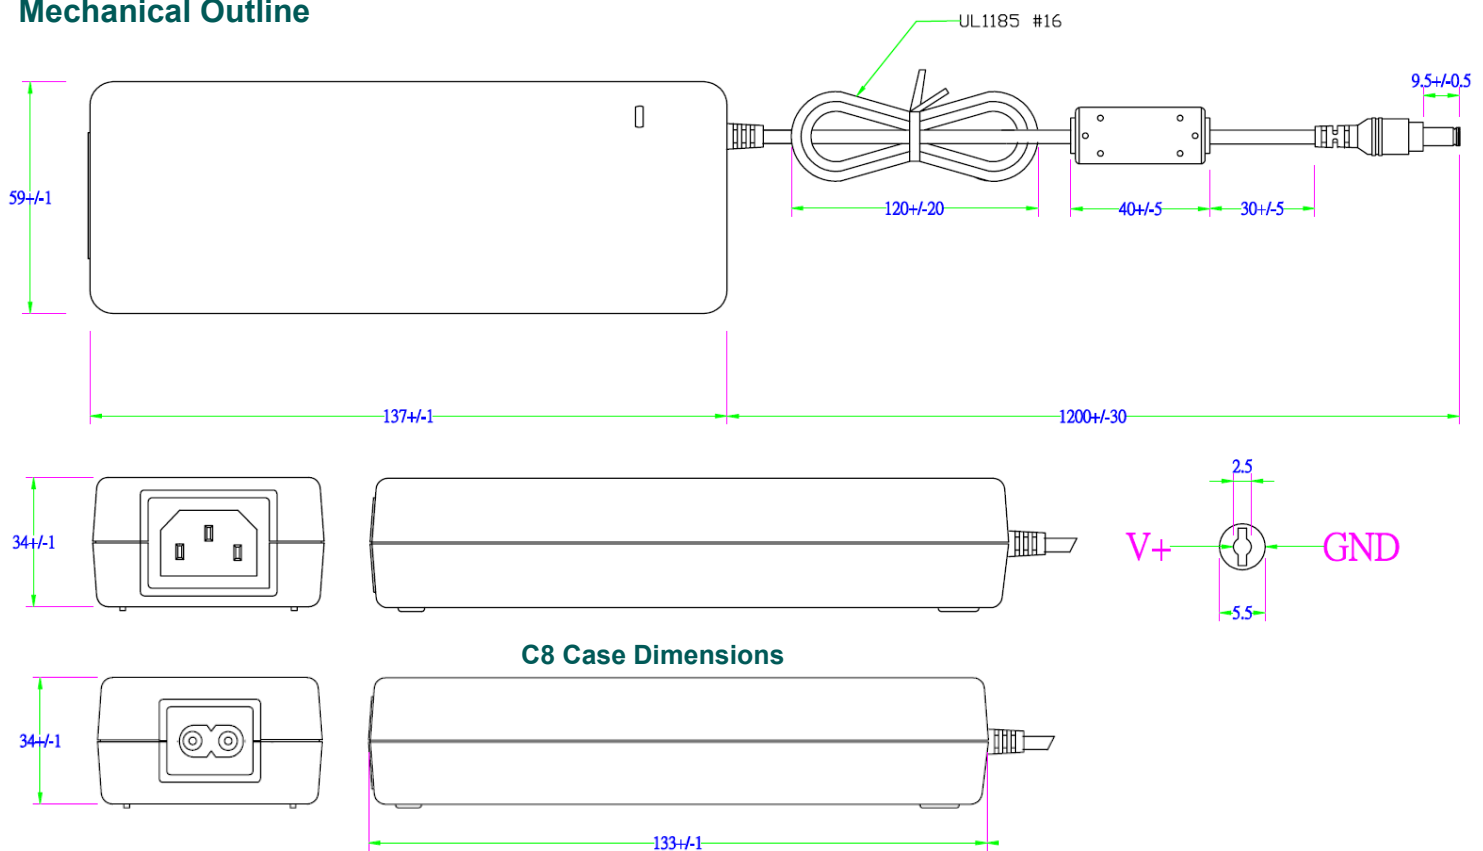 Mechanical Outline
UL1185 #16
9.5+/-0.5
59+/-1
120+/-20
40+/-5
30+/-5
137+/-1
1200+/-30
2.5
34+/-1
V+
GND
5.5
C8 Case Dimensions
34+/-1
133+/-1